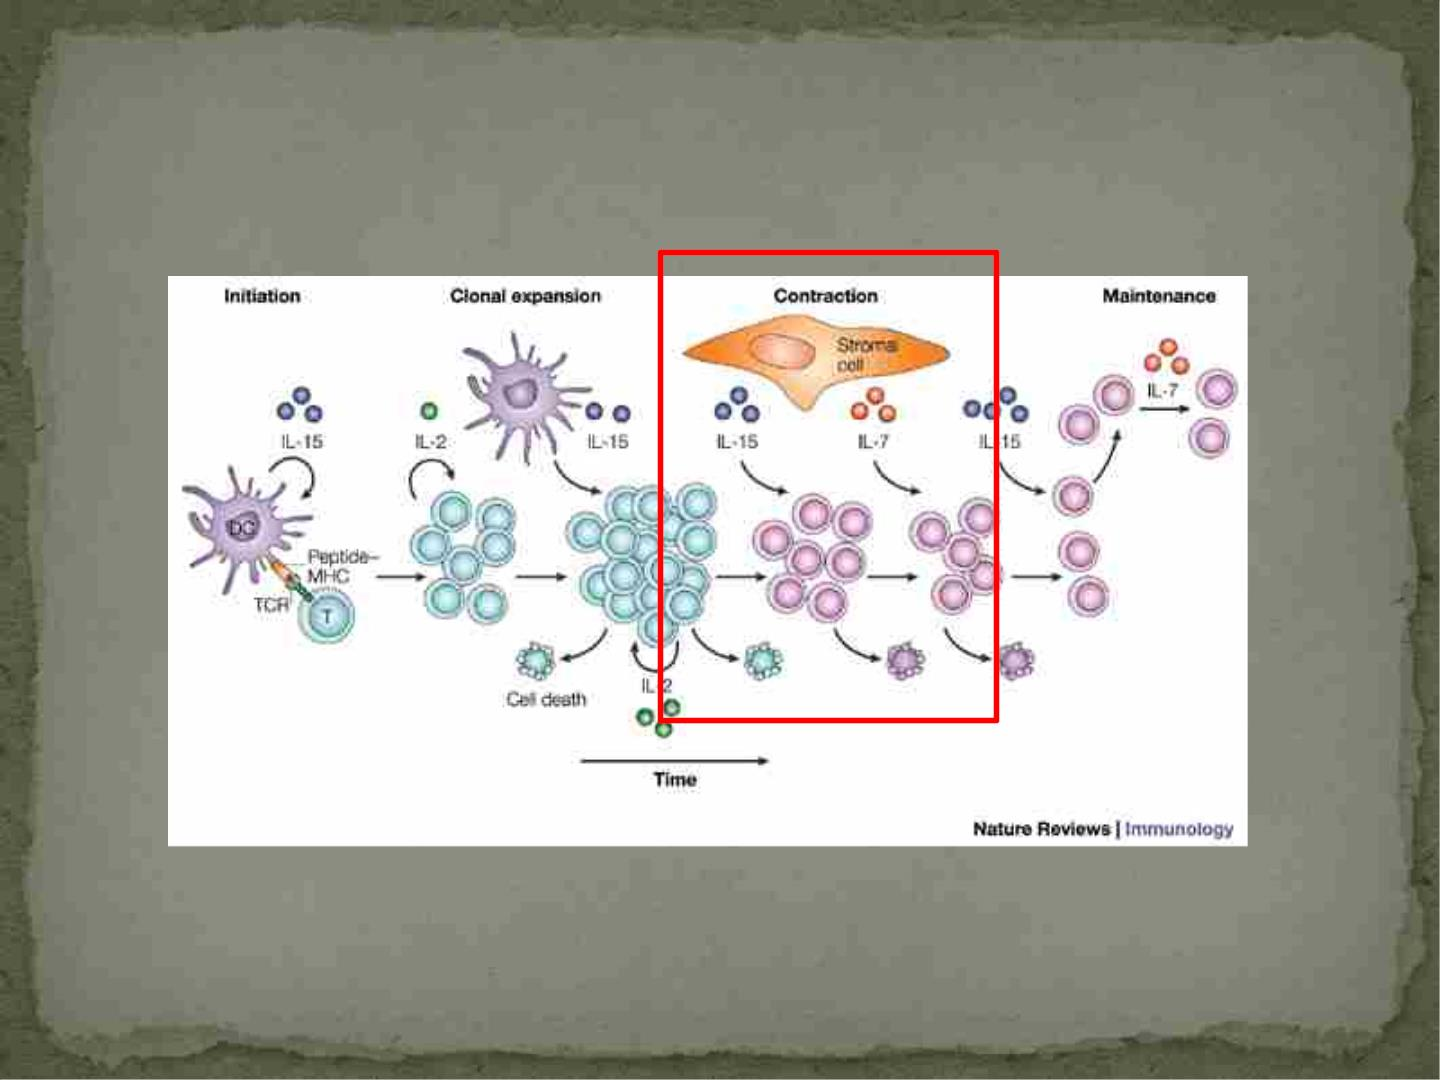 Initiation
Clonal expansion
Contraction
Maintenance
Stromal
cell
IL-7
IL-15
IL-2
IL-15
IL-15
IL-7
IL-15
DC
Peptide–
MHC
TCR
T
Cell death
IL-2
Time
Nature Reviews | Immunology